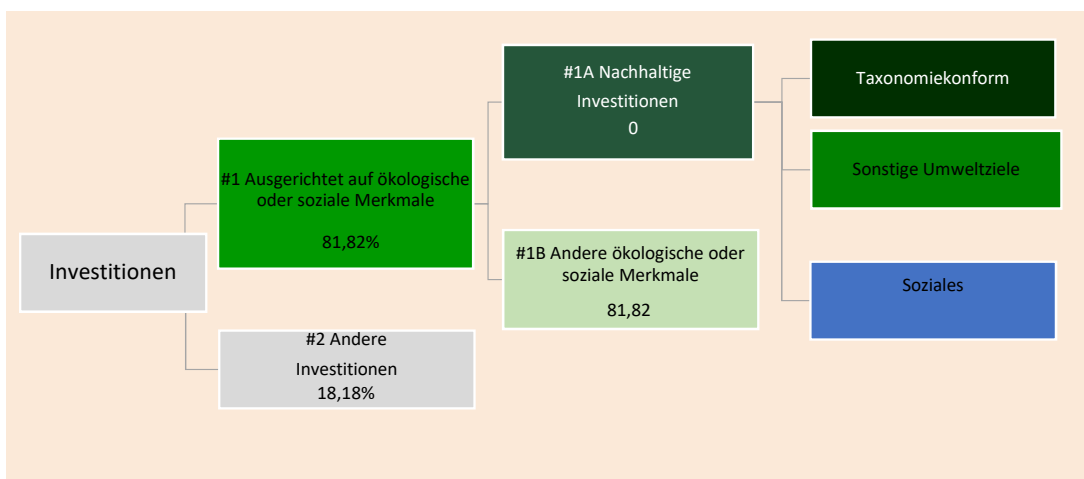 Investitionen
#1 Ausgerichtet auf ökologische
oder soziale Merkmale
81,82%
#2 Andere
Investitionen
18,18%
#1A Nachhaltige
Investitionen
0
#1B Andere ökologische oder
soziale Merkmale
81,82
Taxonomiekonform
Sonstige Umweltziele
Soziales